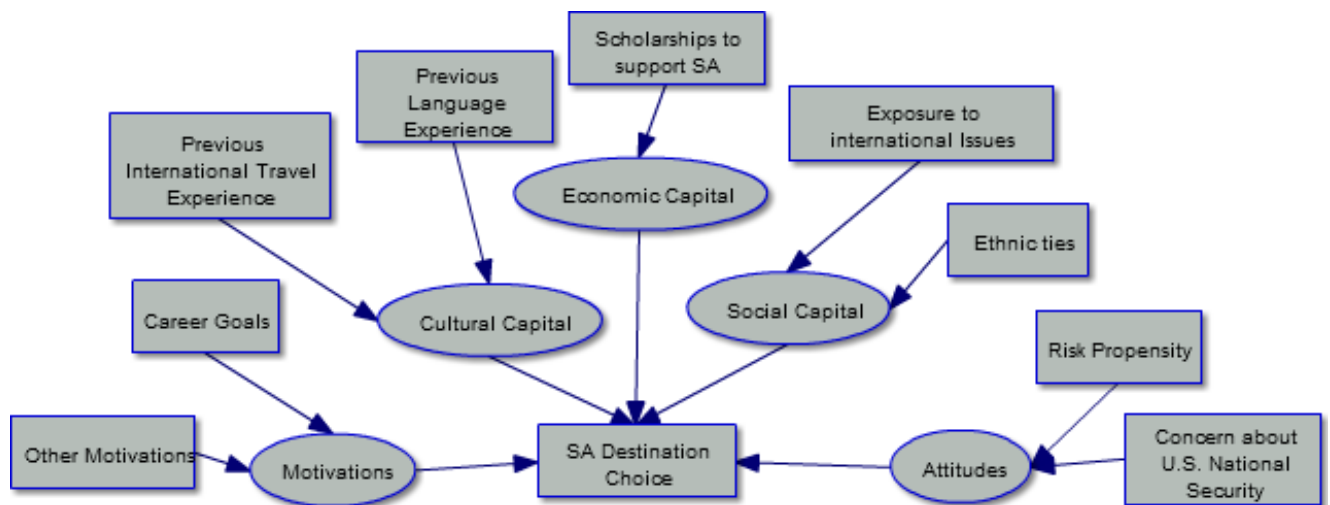 Scholarships to
support SA
Previous
Language
Experience
Exposure to
international Issues
Previous
International Travel
Experience
Economic Capital
Ethnic ties
Career Goals
Cultural Capital
Social Capital
Risk Propensity
Other Motivations
Motivations
SA Destination
Choice
Attitudes
Concern about
U.S. National
Security